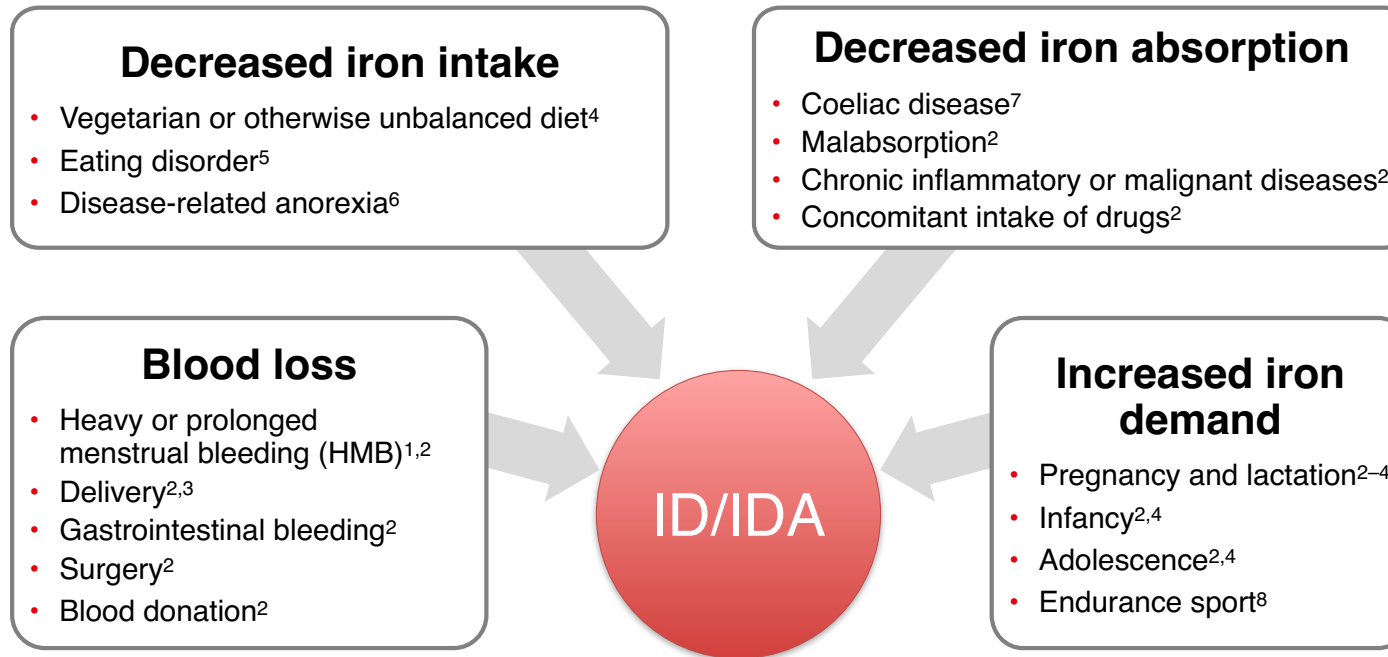 Decreased iron intake
• Vegetarian or otherwise unbalanced diet⁴
• Eating disorder⁵
• Disease-related anorexia⁶
Decreased iron absorption
• Coeliac disease⁷
• Malabsorption²
• Chronic inflammatory or malignant diseases²
• Concomitant intake of drugs²
Blood loss
• Heavy or prolonged
menstrual bleeding (HMB)¹,²
• Delivery²,³
• Gastrointestinal bleeding²
• Surgery²
• Blood donation²
ID/IDA
Increased iron
demand
• Pregnancy and lactation²–⁴
• Infancy²,⁴
• Adolescence²,⁴
• Endurance sport⁸